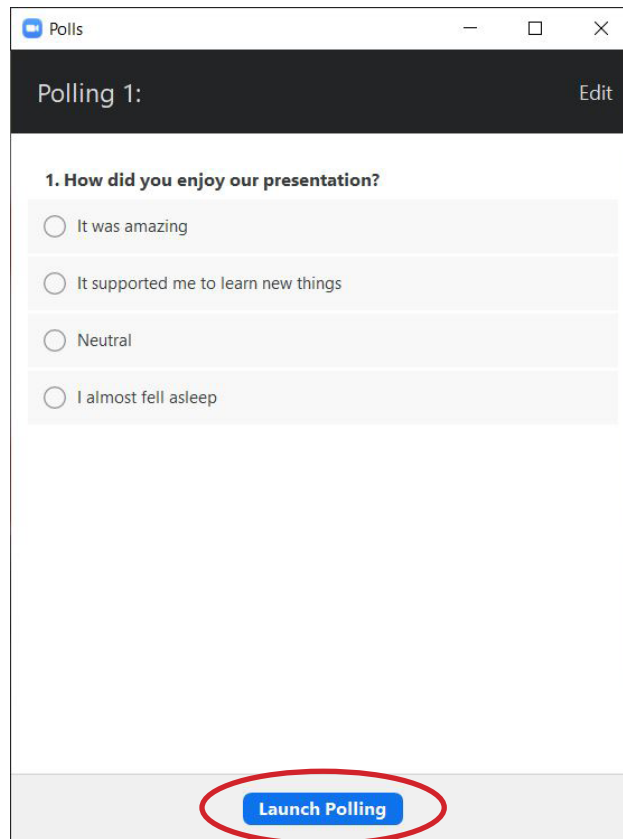 Polls
Polling 1:
Edit
1. How did you enjoy our presentation?
It was amazing
It supported me to learn new things
Neutral
I almost fell asleep
Launch Polling